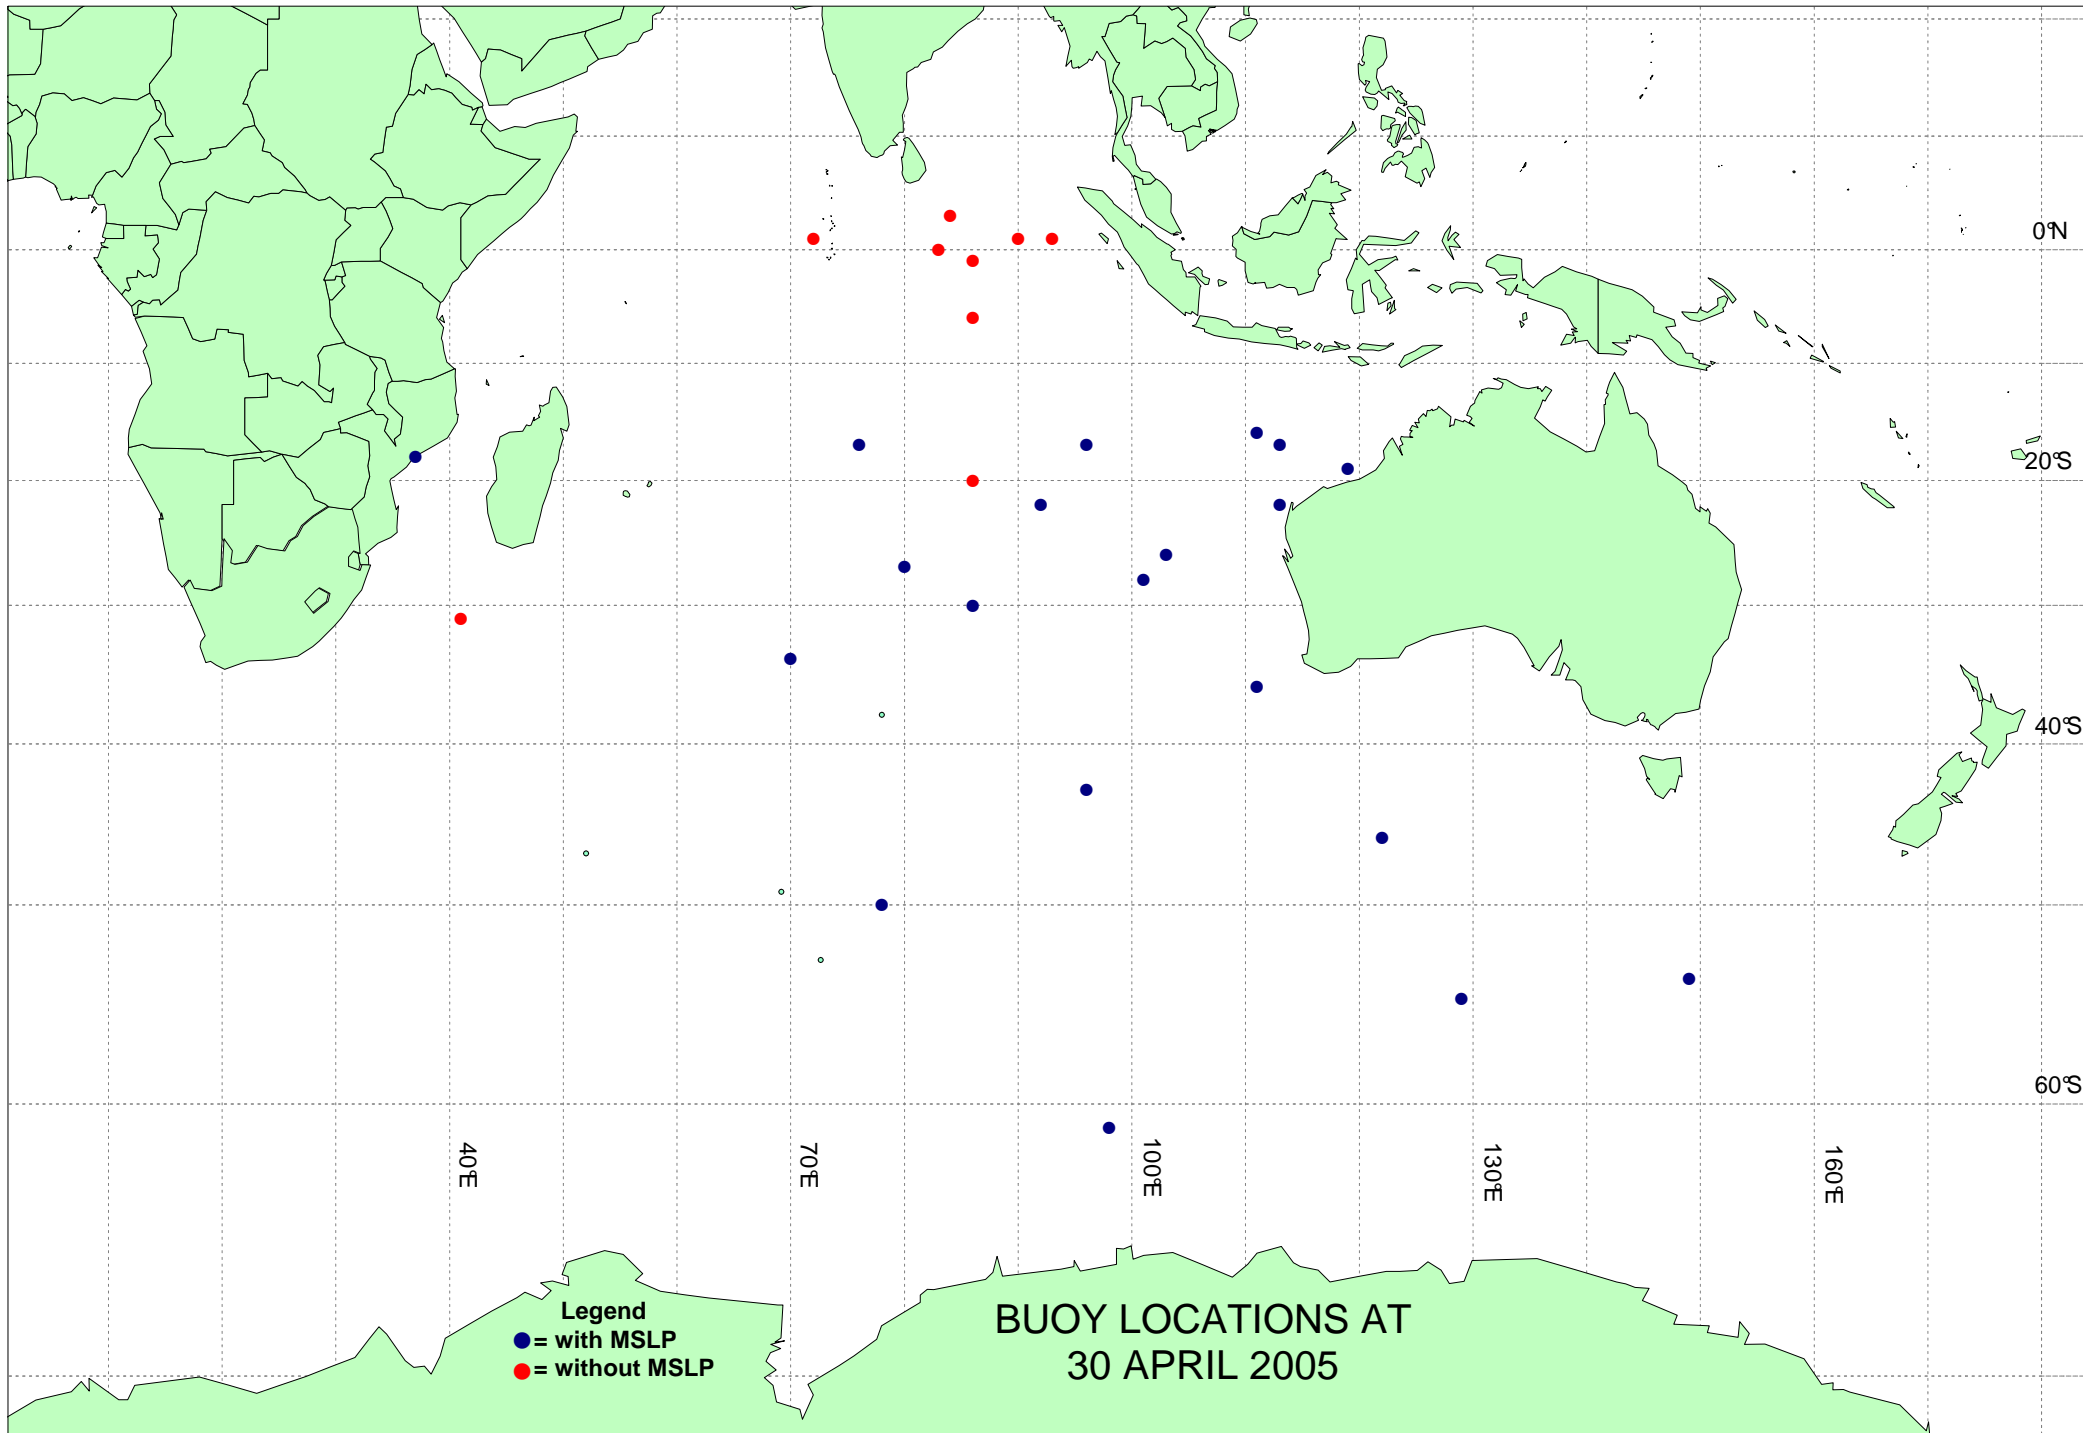 0°N
20°S
40°S
60°S
40°E
70°E
100°E
130°E
160°E
Legend
= with MSLP
= without MSLP
BUOY LOCATIONS AT
30 APRIL 2005